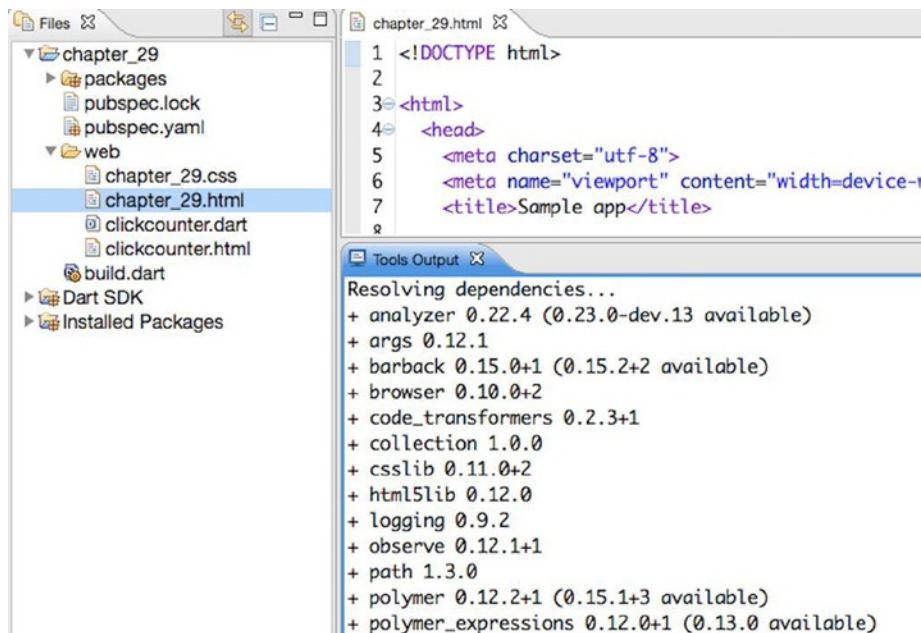 Files
chapter_29
packages
pubspec.lock
pubspec.yaml
web
chapter_29.css
chapter_29.html
clickcounter.dart
clickcounter.html
build.dart
Dart SDK
Installed Packages
chapter_29.html
1 <!DOCTYPE html>
2
3 <html>
4 <head>
5 <meta charset="utf-8">
6 <meta name="viewport" content="width=device-
7 <title>Sample app</title>
8
Tools Output
Resolving dependencies...
+ analyzer 0.22.4 (0.23.0-dev.13 available)
+ args 0.12.1
+ barback 0.15.0+1 (0.15.2+2 available)
+ browser 0.10.0+2
+ code_transformers 0.2.3+1
+ collection 1.0.0
+ csslib 0.11.0+2
+ html5lib 0.12.0
+ logging 0.9.2
+ observe 0.12.1+1
+ path 1.3.0
+ polymer 0.12.2+1 (0.15.1+3 available)
+ polymer_expressions 0.12.0+1 (0.13.0 available)